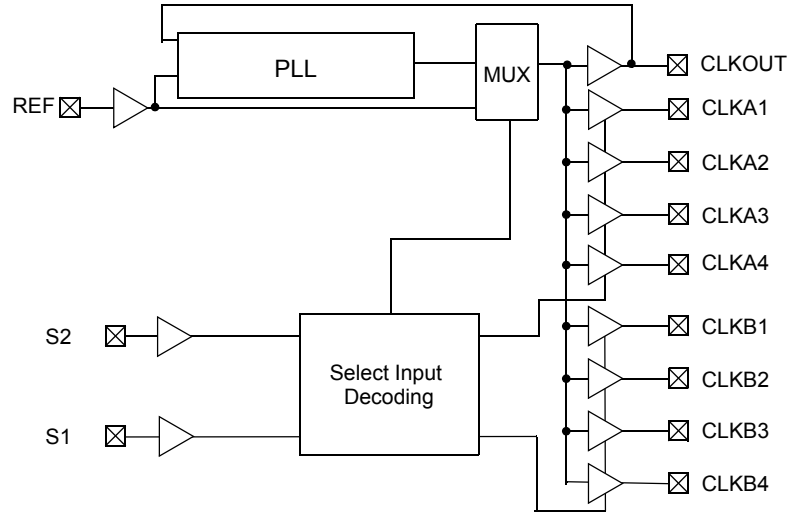 PLL
MUX
REF
CLKOUT
CLKA1
CLKA2
CLKA3
CLKA4
S2
S1
Select Input
Decoding
CLKB1
CLKB2
CLKB3
CLKB4